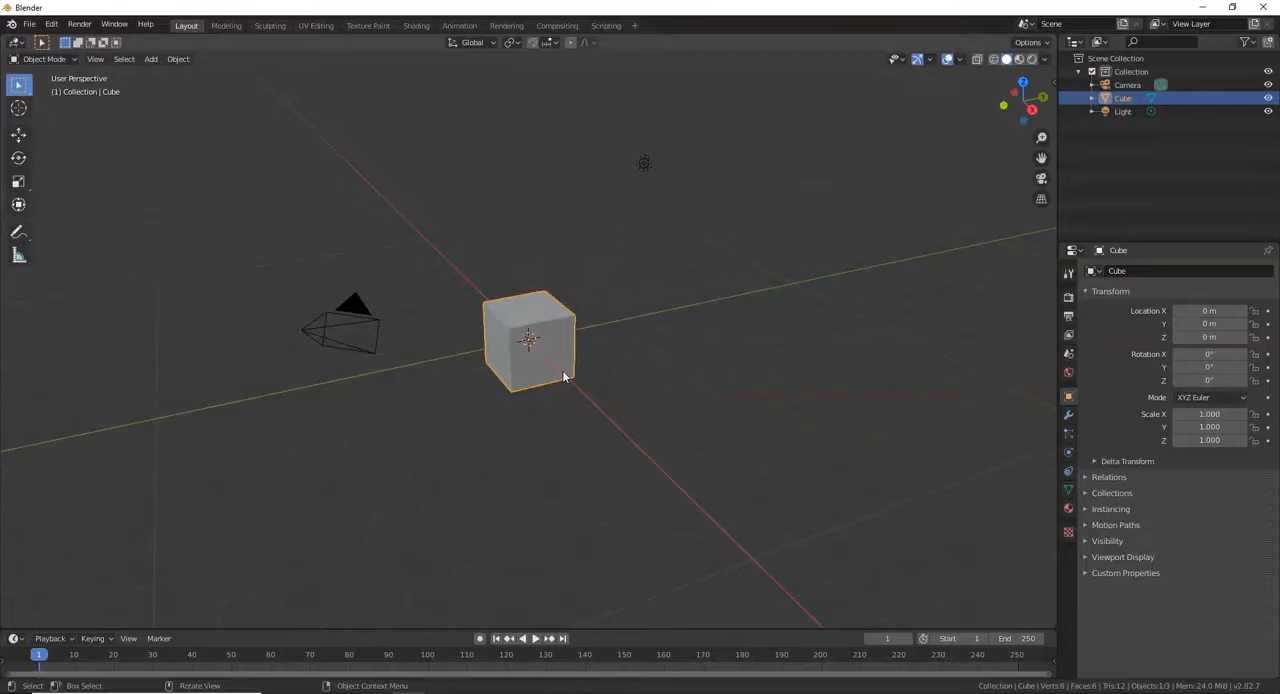 Blender
File Edit Render Window Help Layout Modeling Sculpting UV Editing Texture Paint Shading Animation Rendering Compositing Scripting + Scene View Layer
Global Options
Object Mode View Select Add Object
User Perspective
(1) Collection | Cube
Z
Y
X
Scene Collection
Collection
Camera
Cube
Light
Cube
Cube
Transform
Location X 0 m
Y 0 m
Z 0 m
Rotation X 0°
Y 0°
Z 0°
Mode XYZ Euler
Scale X 1.000
Y 1.000
Z 1.000
Delta Transform
Relations
Collections
Instancing
Motion Paths
Visibility
Viewport Display
Custom Properties
Playback Keying View Marker 1 Start 1 End 250
1 10 20 30 40 50 60 70 80 90 100 110 120 130 140 150 160 170 180 190 200 210 220 230 240 250
Select Box Select Rotate View Object Context Menu Collection | Cube | Verts:8 | Faces:6 | Tris:12 | Objects:1/3 | Mem: 24.0 MiB | v2.82.7